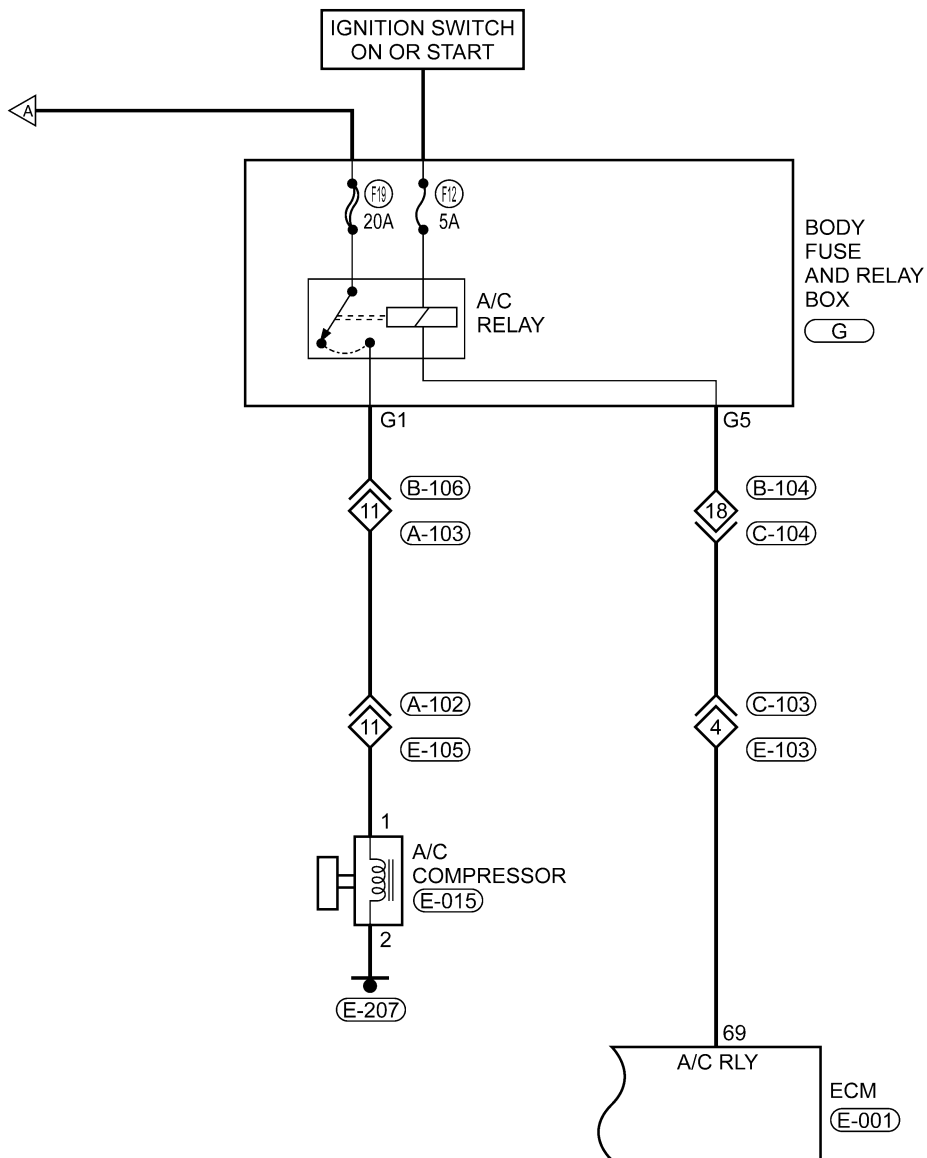 IGNITION SWITCH
ON OR START
A
F19
20A
F12
5A
BODY
FUSE
AND RELAY
BOX
G
A/C
RELAY
G1
G5
B-106
11
A-103
B-104
18
C-104
A-102
11
E-105
C-103
4
E-103
1
A/C
COMPRESSOR
E-015
2
E-207
69
A/C RLY
ECM
E-001